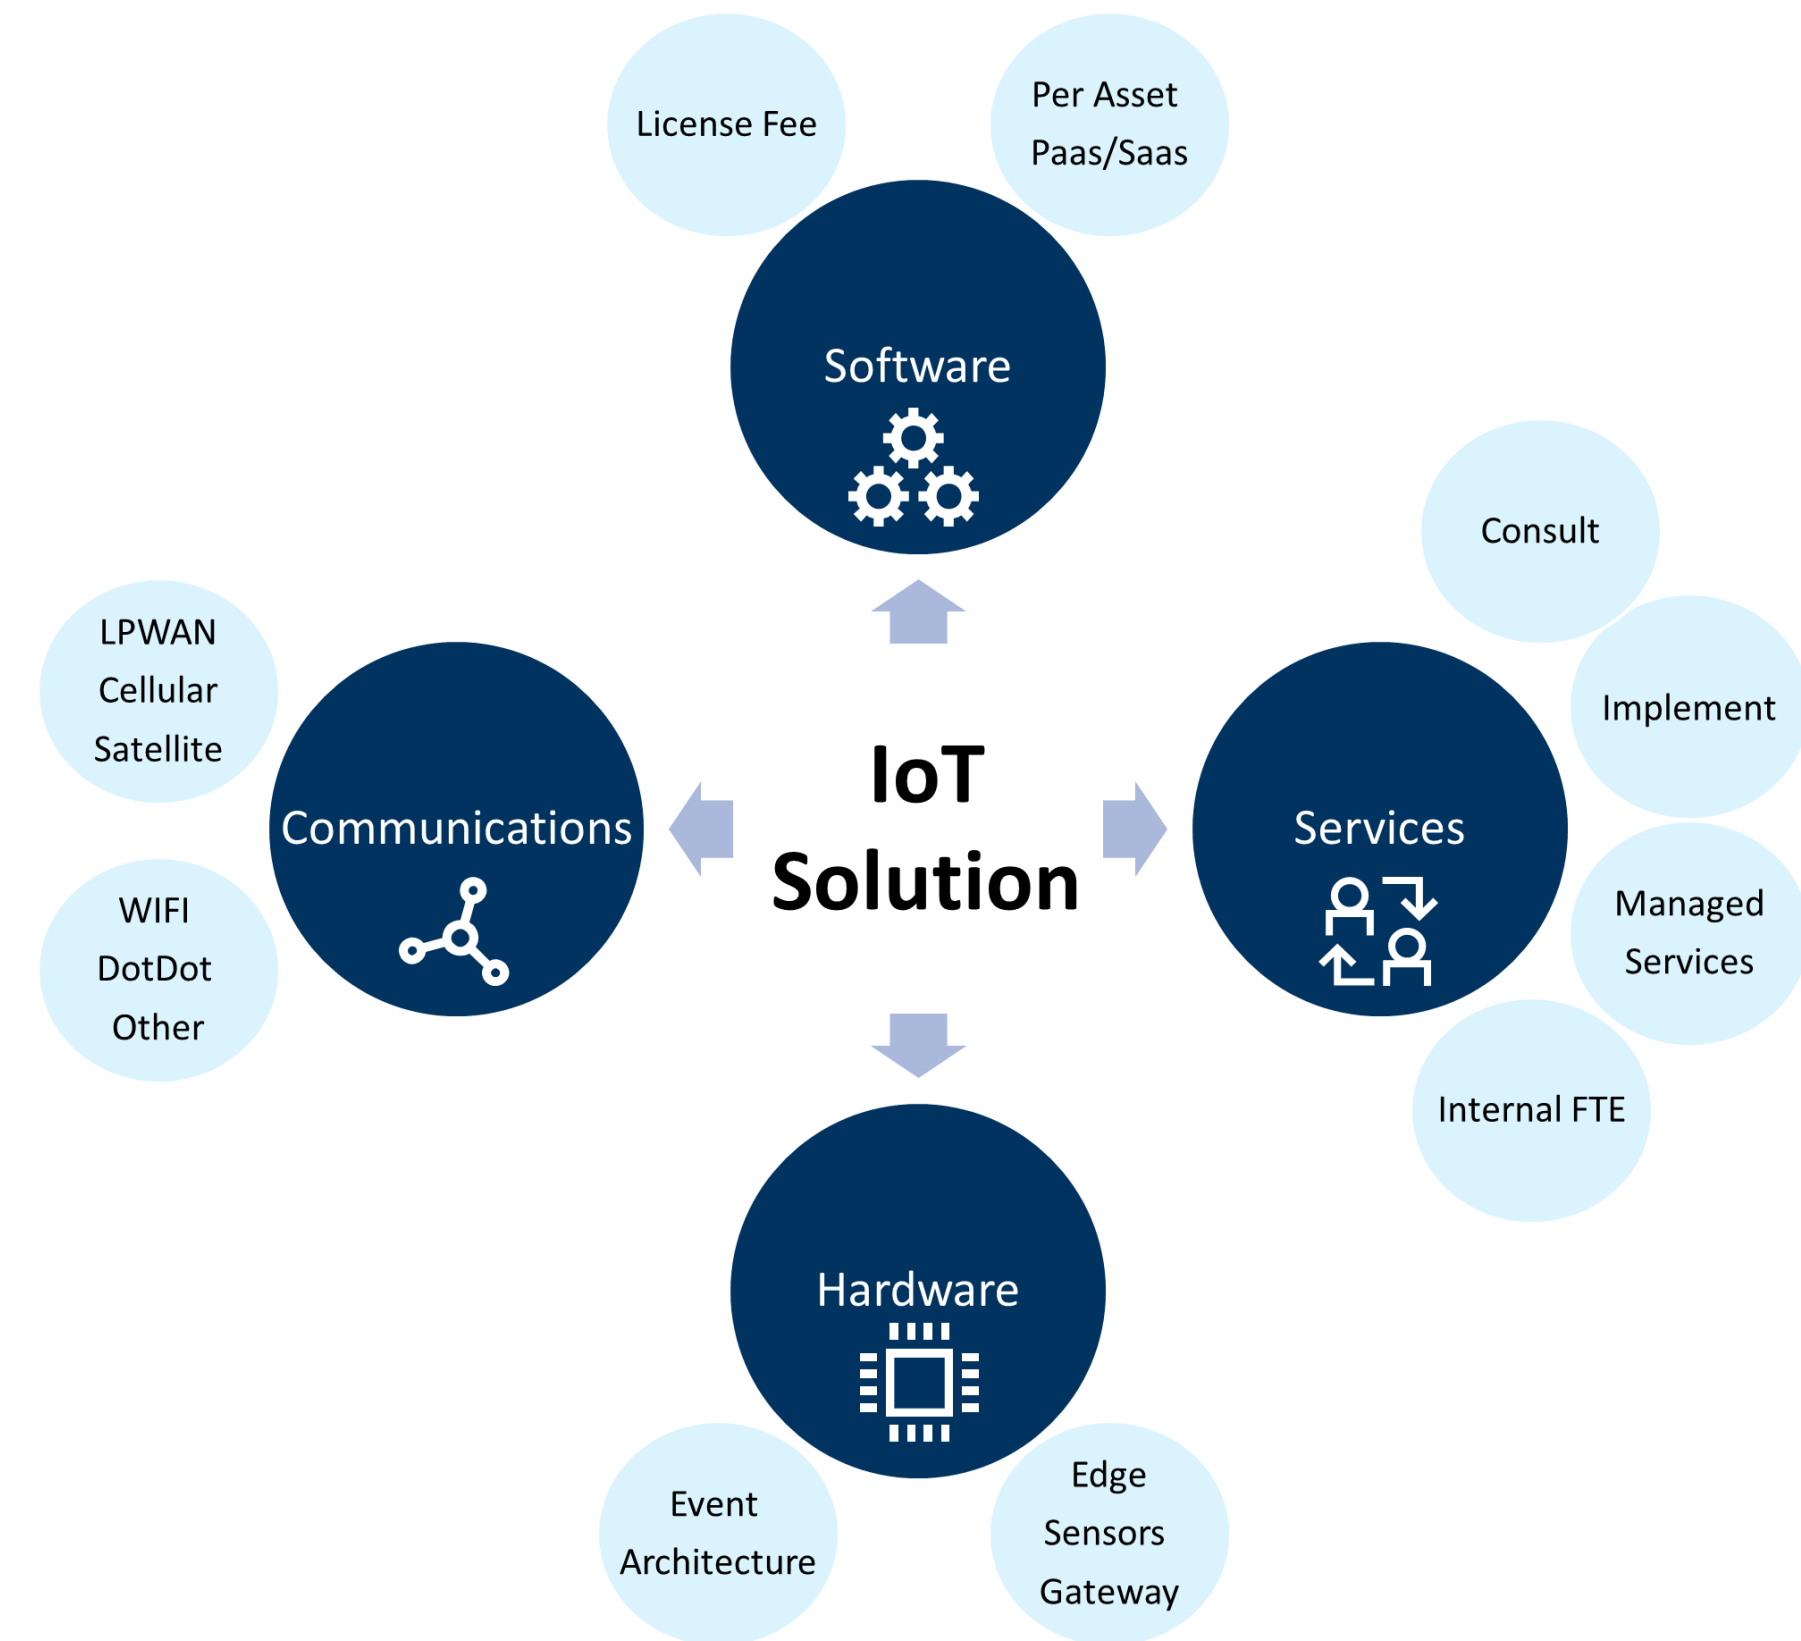 License Fee
Per Asset
Paas/Saas
Software
Consult
Implement
Services
Managed
Services
Internal FTE
LPWAN
Cellular
Satellite
Communications
WIFI
DotDot
Other
IoT
Solution
Hardware
Event
Architecture
Edge
Sensors
Gateway